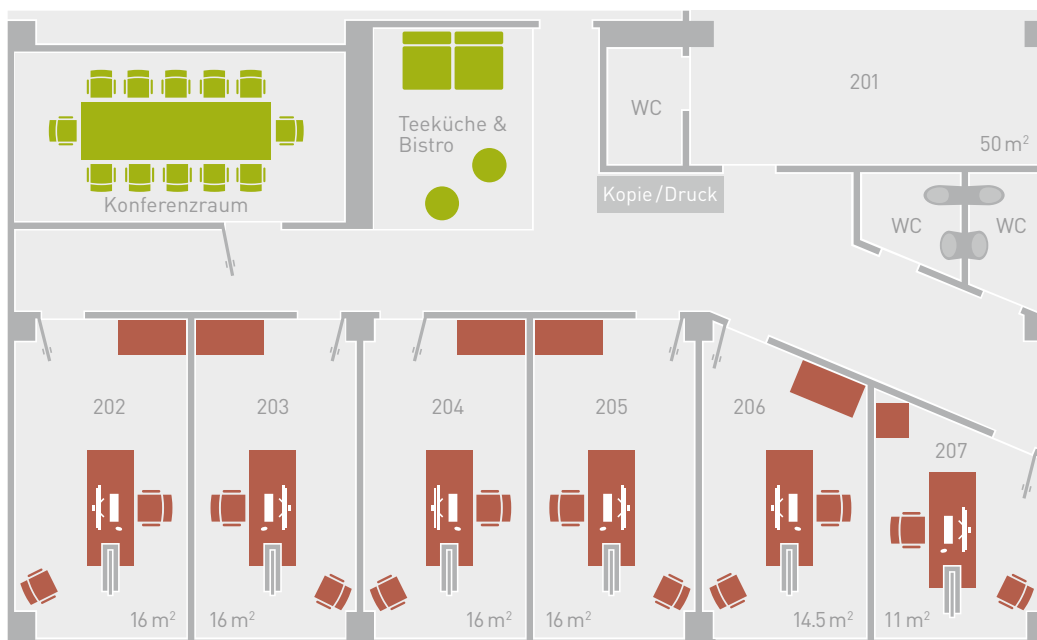 201
WC
Teeküche &
Bistro
50 m²
Kopie/Druck
Konferenzraum
WC
WC
202
203
204
205
206
207
16 m²
16 m²
16 m²
16 m²
14.5 m²
11 m²